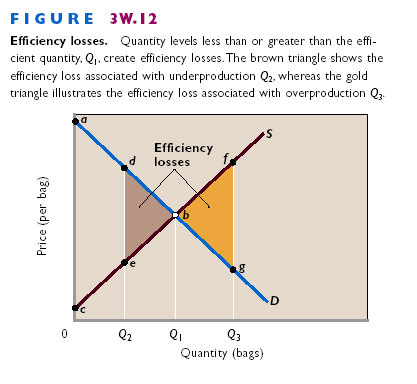 FIGURE 3W.12
Efficiency losses. Quantity levels less than or greater than the effi-
cient quantity, Q1, create efficiency losses. The brown triangle shows the
efficiency loss associated with underproduction Q2, whereas the gold
triangle illustrates the efficiency loss associated with overproduction Q3.
a
S
Efficiency
losses
d
f
b
e
g
c
D
Price (per bag)
0
Q2
Q1
Q3
Quantity (bags)